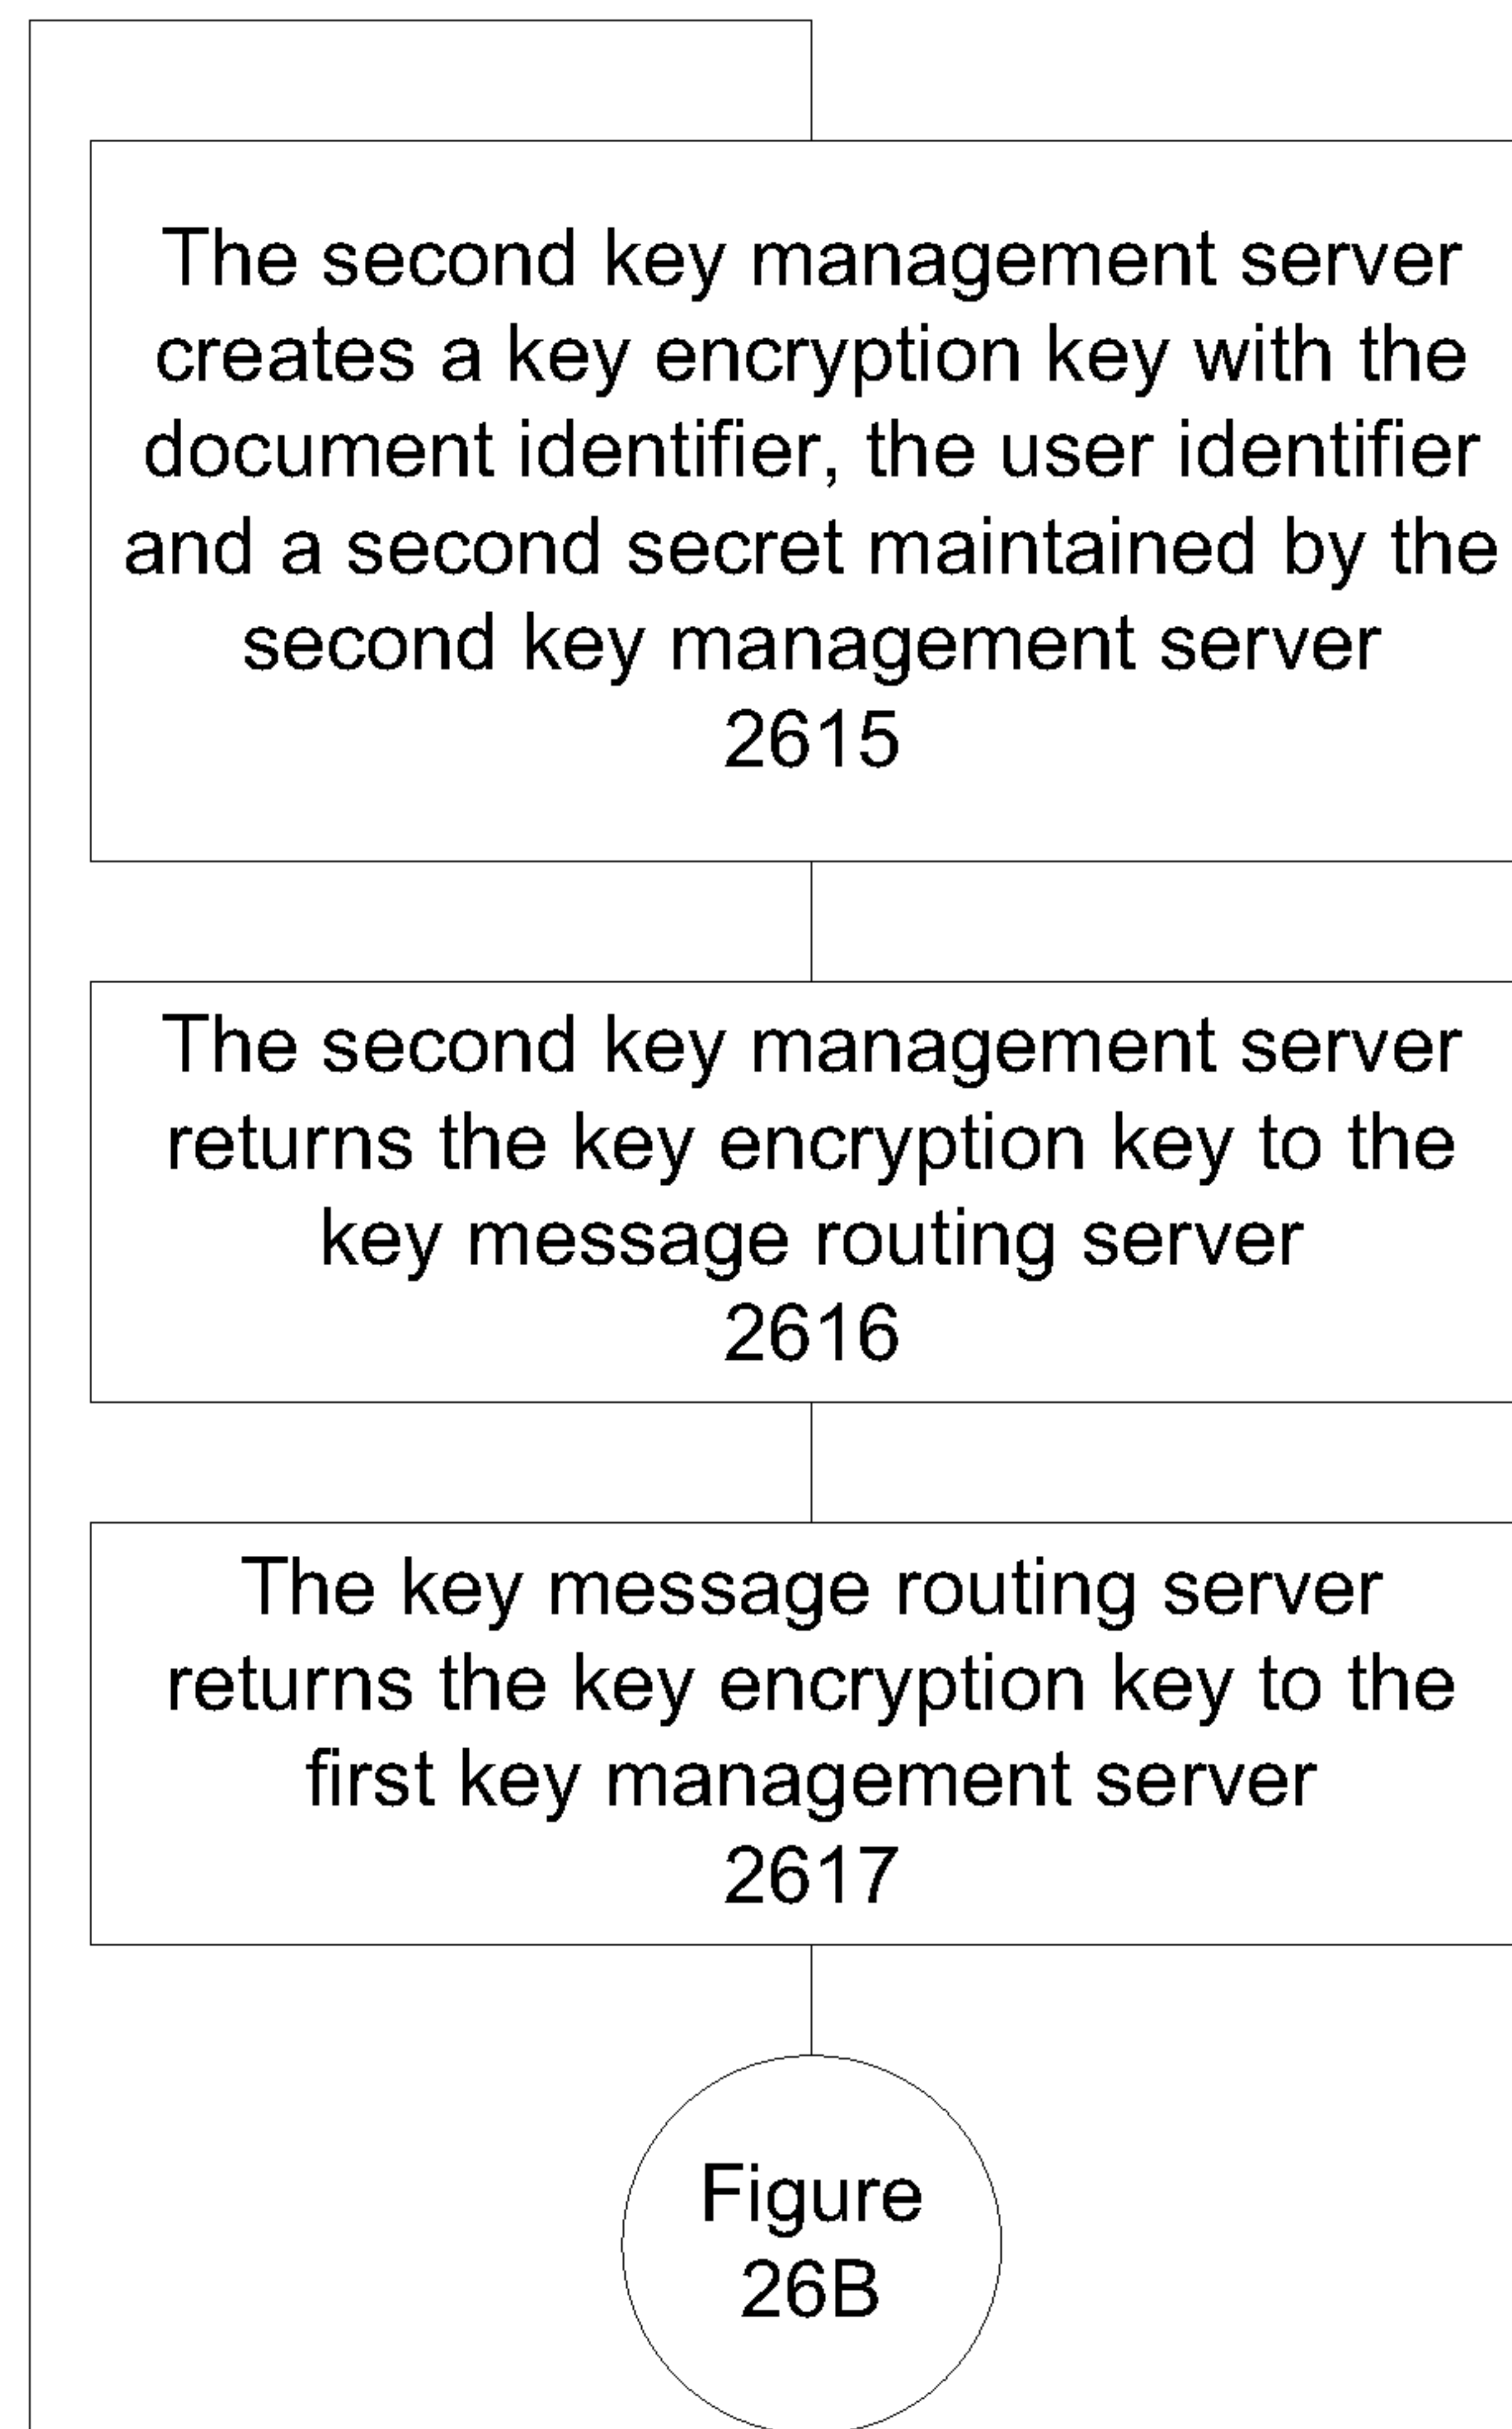 The second key management server
creates a key encryption key with the
document identifier, the user identifier
and a second secret maintained by the
second key management server
2615
The second key management server
returns the key encryption key to the
key message routing server
2616
The key message routing server
returns the key encryption key to the
first key management server
2617
Figure
26B